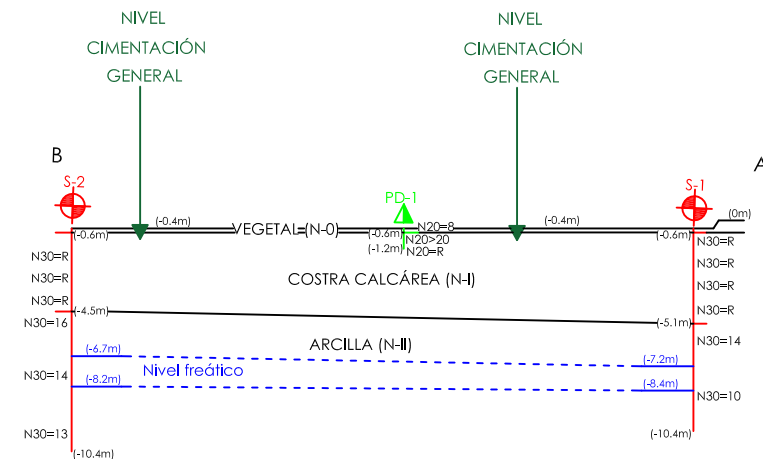 NIVEL
CIMENTACIÓN
GENERAL
NIVEL
CIMENTACIÓN
GENERAL
B
A
S-2
PD-1
S-1
(0m)
(-0.4m)
(-0.4m)
(-0.6m)
VEGETAL (N-0)
(-0.6m)
N20=8
(-0.6m)
N20>20
(-1.2m)
N20=R
N30=R
N30=R
N30=R
N30=R
N30=R
N30=R
N30=R
COSTRA CALCÁREA (N-I)
(-4.5m)
N30=16
(-5.1m)
N30=14
ARCILLA (N-II)
(-6.7m)
(-7.2m)
Nivel freático
N30=14
(-8.2m)
(-8.4m)
N30=10
N30=13
(-10.4m)
(-10.4m)